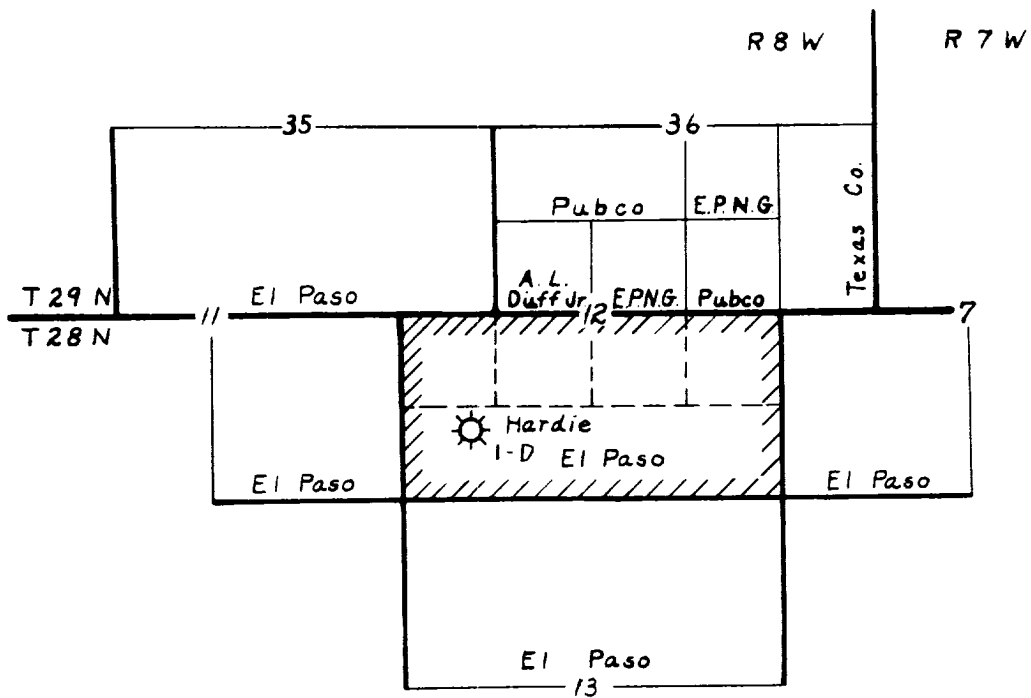 R 8 W
R 7 W
35
36
Pubco
E.P.N.G.
Texas Co.
T 29 N
El Paso
A. L.
Duff Jr.
E.P.N.G.
Pubco
11
12
7
T 28 N
Hardie
1-D
El Paso
El Paso
El Paso
El Paso
13